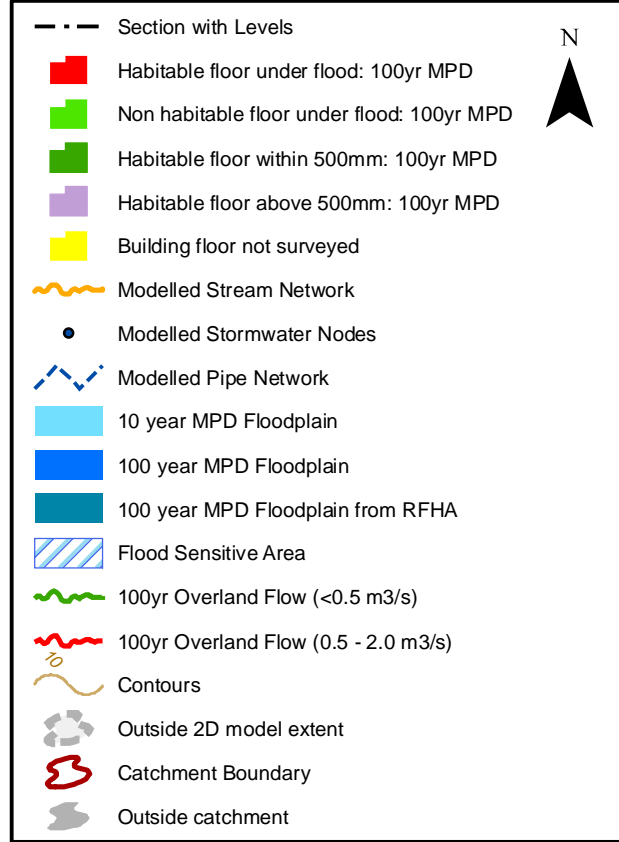 Section with Levels
N
Habitable floor under flood: 100yr MPD
Non habitable floor under flood: 100yr MPD
Habitable floor within 500mm: 100yr MPD
Habitable floor above 500mm: 100yr MPD
Building floor not surveyed
Modelled Stream Network
Modelled Stormwater Nodes
Modelled Pipe Network
10 year MPD Floodplain
100 year MPD Floodplain
100 year MPD Floodplain from RFHA
Flood Sensitive Area
100yr Overland Flow (<0.5 m3/s)
100yr Overland Flow (0.5 - 2.0 m3/s)
10
Contours
Outside 2D model extent
Catchment Boundary
Outside catchment